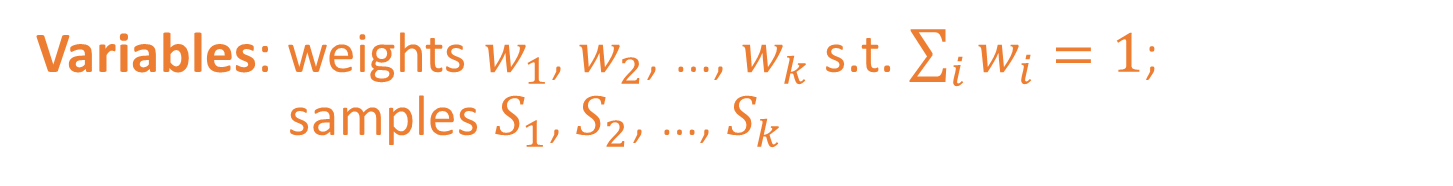 Variables: weights w₁, w₂, ..., wₖ s.t. ∑ᵢ wᵢ = 1;
samples S₁, S₂, ..., Sₖ